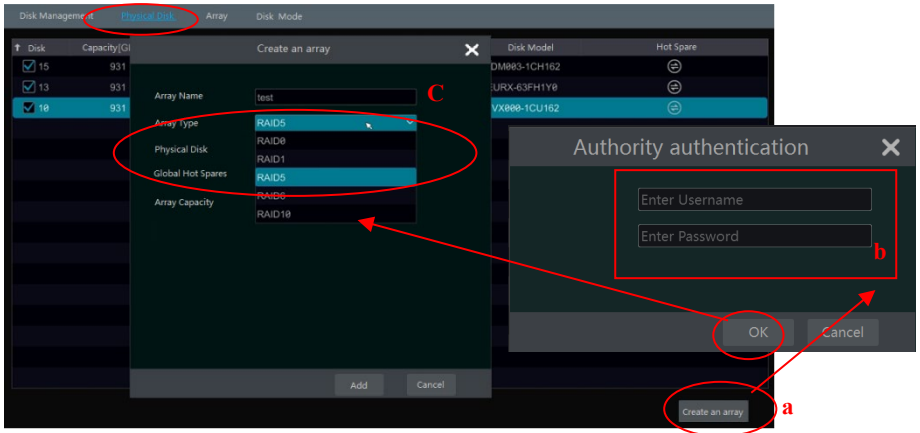 Disk Management Physical Disk Array Disk Mode
Disk Capacity[G Create an array Disk Model Hot Spare
15 931 DM003-1CH162
13 931 EURX-63FH1Y0
10 931 VX000-1CU162
Array Name test C
Array Type RAID5
RAID0
Physical Disk
RAID1
Global Hot Spares RAID5
RAID6
Array Capacity
RAID10
Add Cancel
Authority authentication
Enter Username
Enter Password
b
OK Cancel
Create an array a